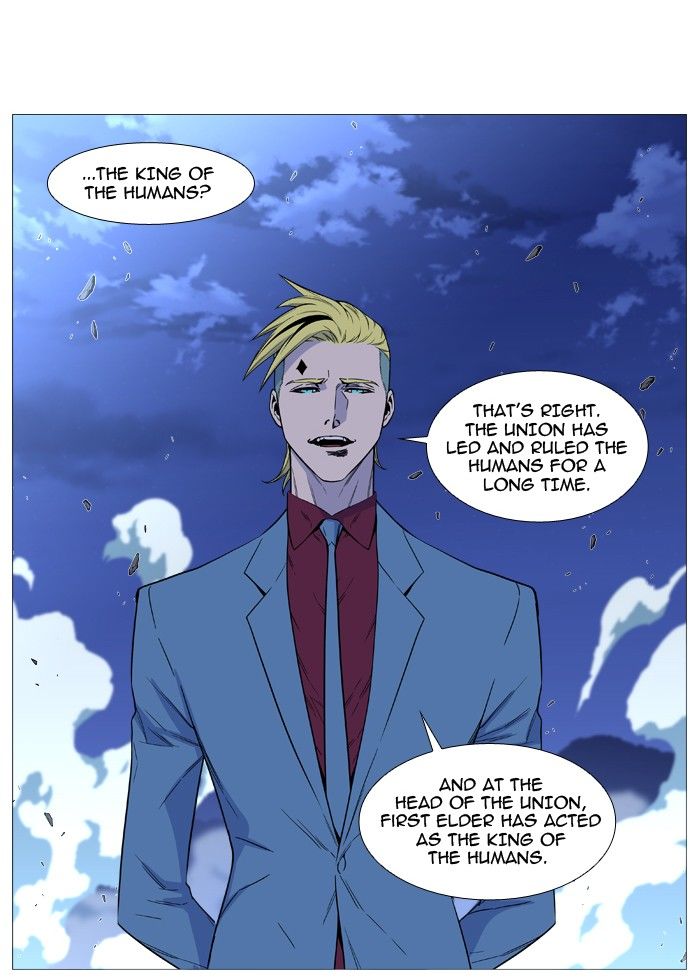 ...THE KING OF
THE HUMANS?
THAT'S RIGHT.
THE UNION HAS
LED AND RULED THE
HUMANS FOR A
LONG TIME.
AND AT THE
HEAD OF THE UNION,
FIRST ELDER HAS ACTED
AS THE KING OF
THE HUMANS.